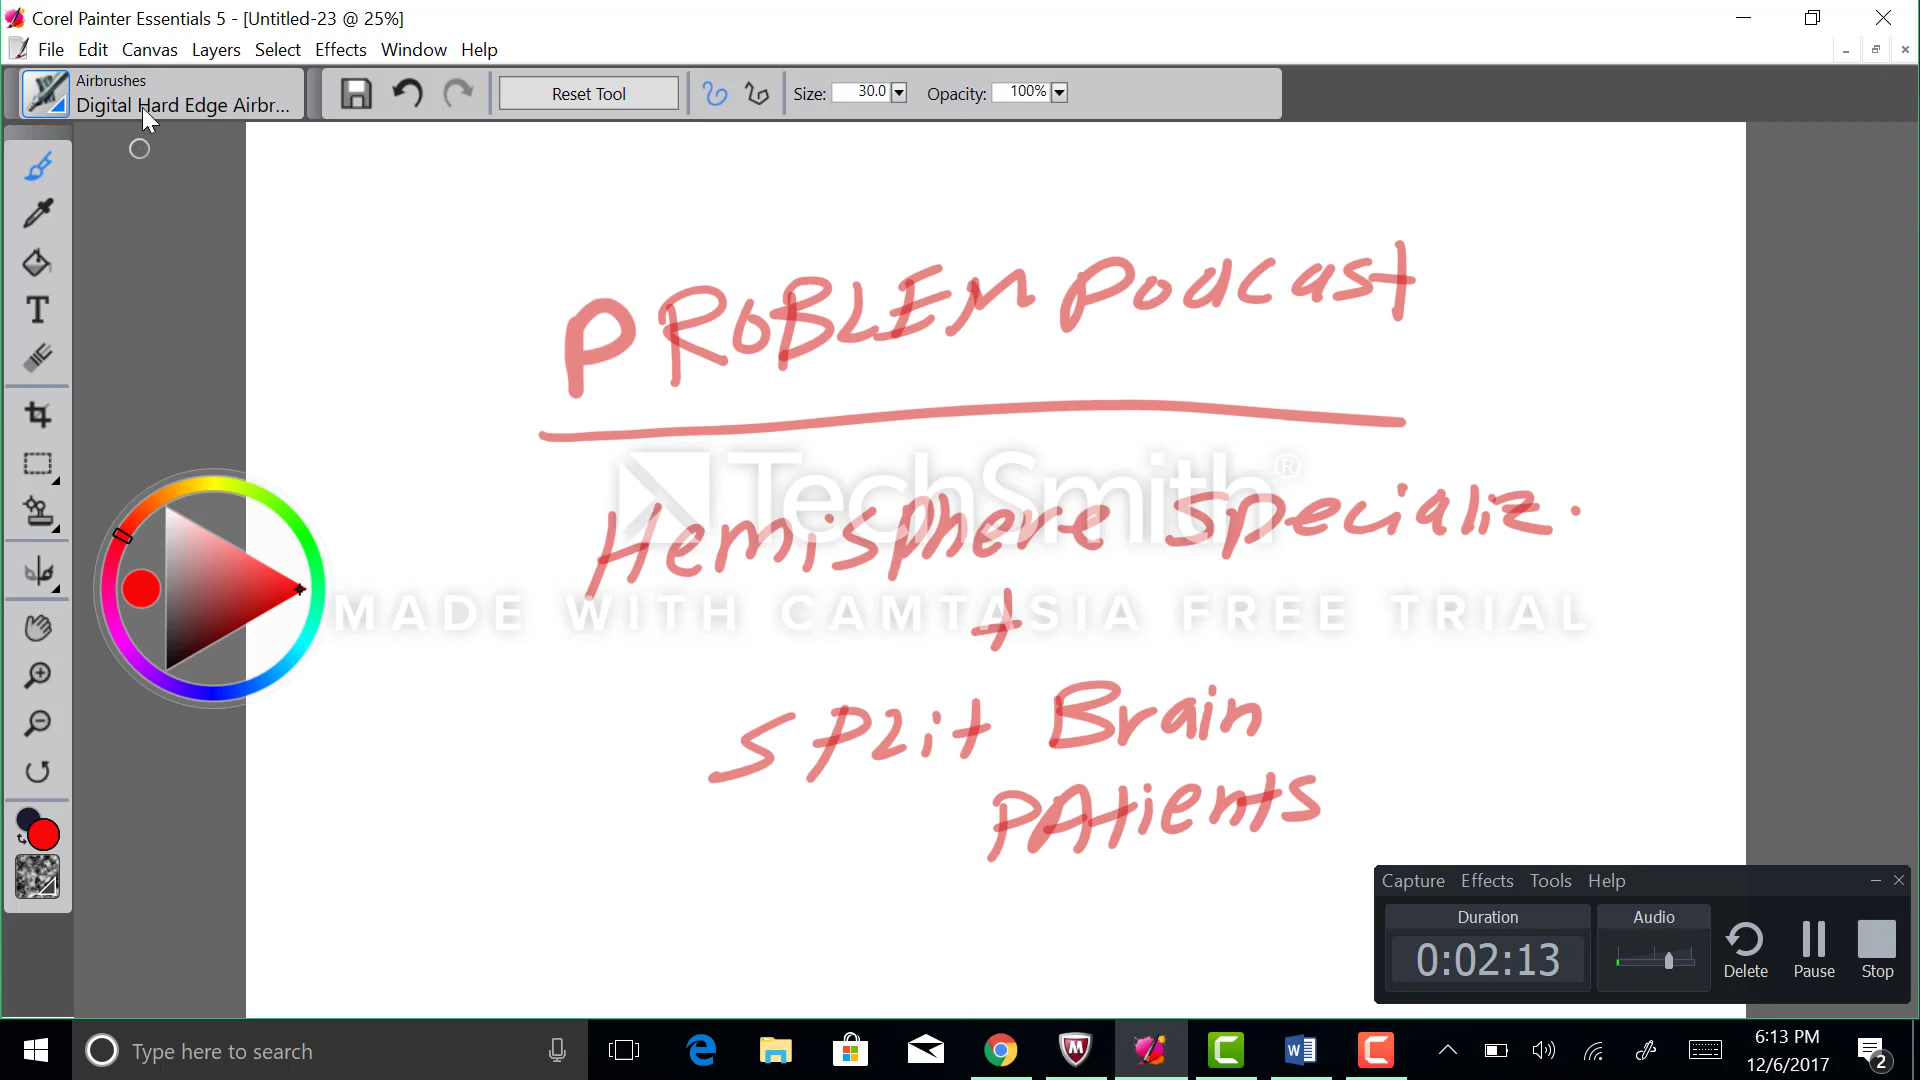 Corel Painter Essentials 5 - [Untitled-23 @ 25%]
File Edit Canvas Layers Select Effects Window Help
Airbrushes
Digital Hard Edge Airbr...
Reset Tool Size: 30.0 Opacity: 100%
PROBLEM Podcast
TechSmith®
Hemisphere Specializ.
MADE WITH CAMTASIA FREE TRIAL
+
Split Brain
PAtients
Capture Effects Tools Help
Duration Audio
0:02:13
Delete Pause Stop
Type here to search
6:13 PM
12/6/2017
2